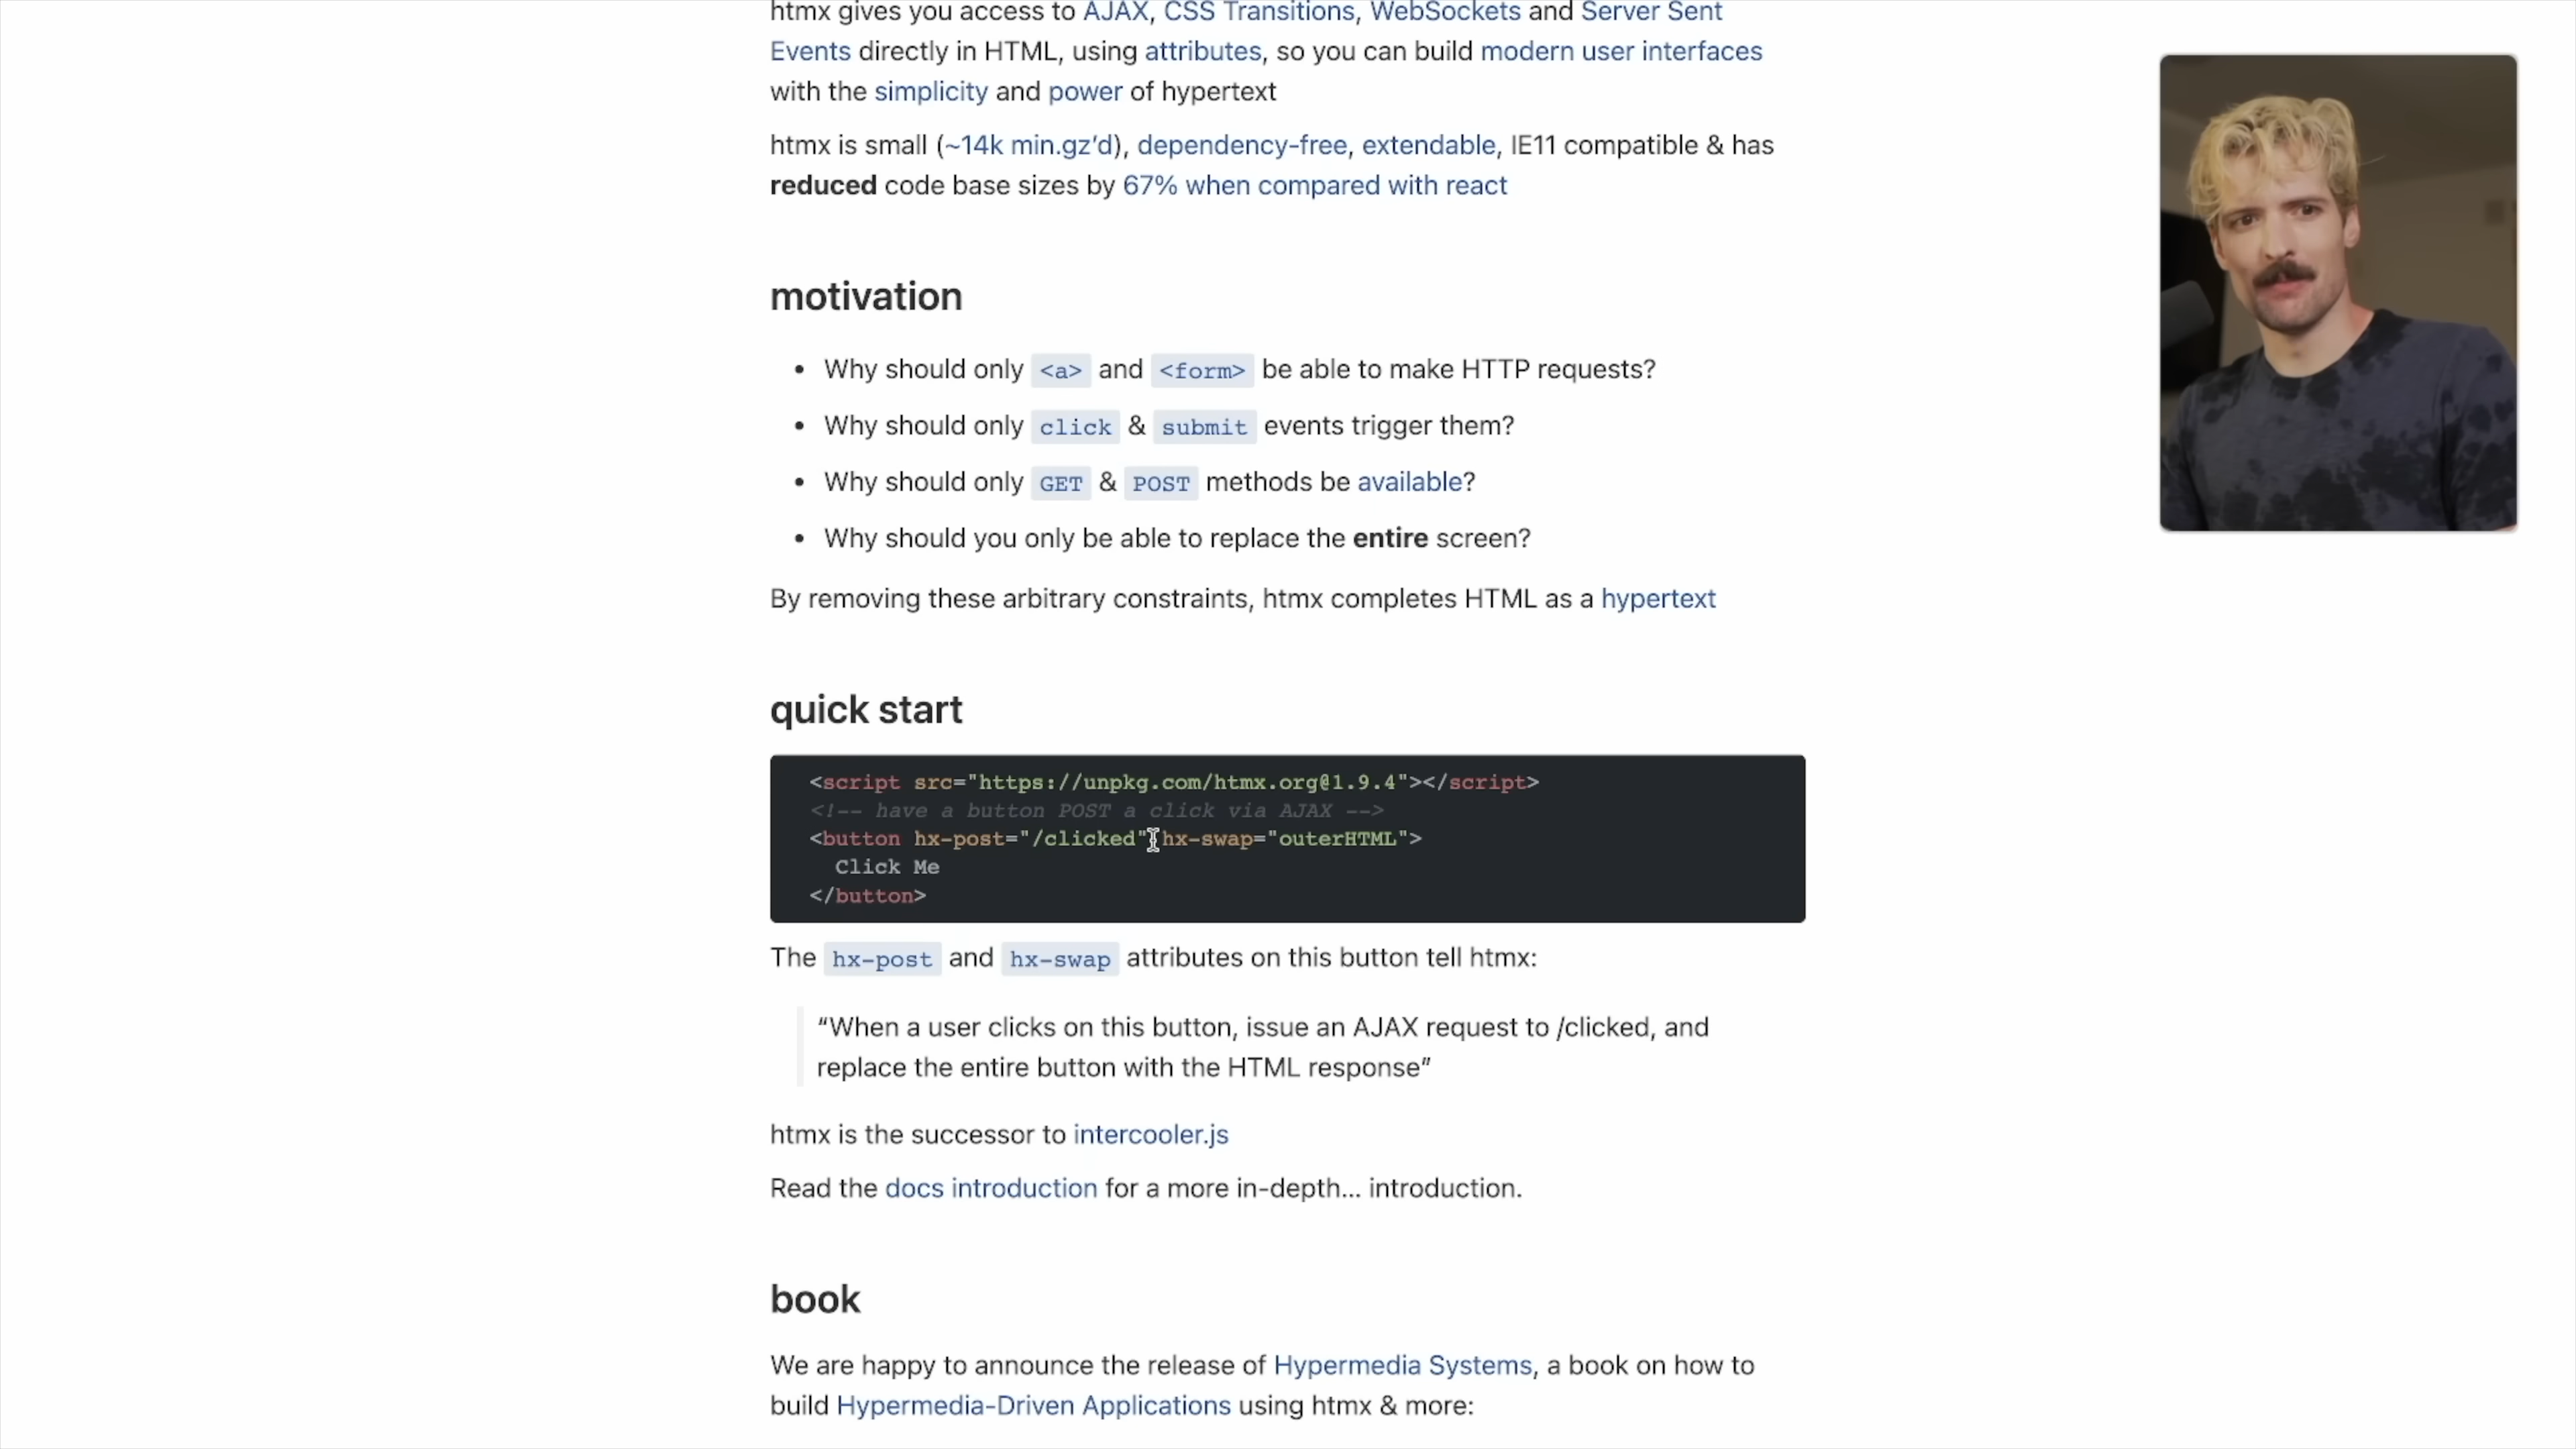 htmx gives you access to AJAX, CSS Transitions, WebSockets and Server Sent
Events directly in HTML, using attributes, so you can build modern user interfaces
with the simplicity and power of hypertext
htmx is small (~14k min.gz’d), dependency-free, extendable, IE11 compatible & has
reduced code base sizes by 67% when compared with react
motivation
• Why should only <a> and <form> be able to make HTTP requests?
• Why should only click & submit events trigger them?
• Why should only GET & POST methods be available?
• Why should you only be able to replace the entire screen?
By removing these arbitrary constraints, htmx completes HTML as a hypertext
quick start
<script src="https://unpkg.com/htmx.org@1.9.4"></script>
<!-- have a button POST a click via AJAX -->
<button hx-post="/clicked" hx-swap="outerHTML">
Click Me
</button>
The hx-post and hx-swap attributes on this button tell htmx:
“When a user clicks on this button, issue an AJAX request to /clicked, and
replace the entire button with the HTML response”
htmx is the successor to intercooler.js
Read the docs introduction for a more in-depth… introduction.
book
We are happy to announce the release of Hypermedia Systems, a book on how to
build Hypermedia-Driven Applications using htmx & more: